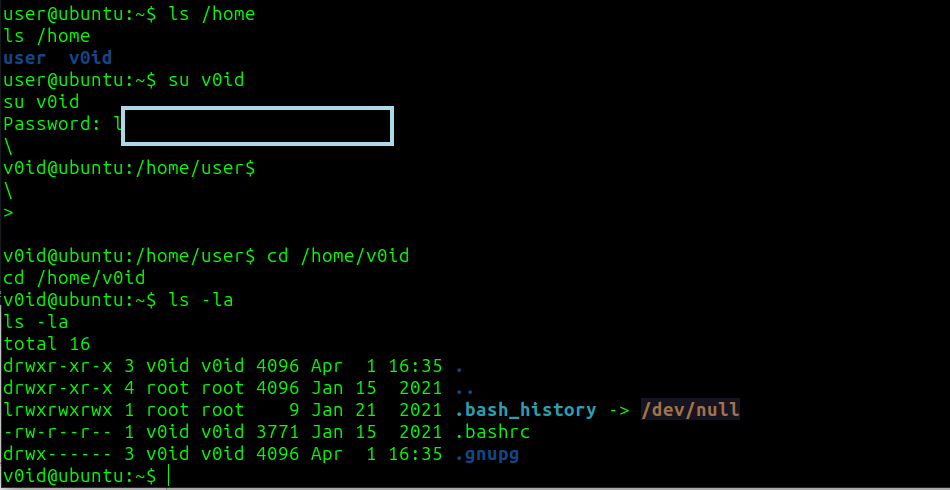 user@ubuntu:~$ ls /home
ls /home
user  v0id
user@ubuntu:~$ su v0id
su v0id
Password: l
\
v0id@ubuntu:/home/user$
\
>
v0id@ubuntu:/home/user$ cd /home/v0id
cd /home/v0id
v0id@ubuntu:~$ ls -la
ls -la
total 16
drwxr-xr-x 3 v0id v0id 4096 Apr  1 16:35 .
drwxr-xr-x 4 root root 4096 Jan 15  2021 ..
lrwxrwxrwx 1 root root    9 Jan 21  2021 .bash_history -> /dev/null
-rw-r--r-- 1 v0id v0id 3771 Jan 15  2021 .bashrc
drwx------ 3 v0id v0id 4096 Apr  1 16:35 .gnupg
v0id@ubuntu:~$